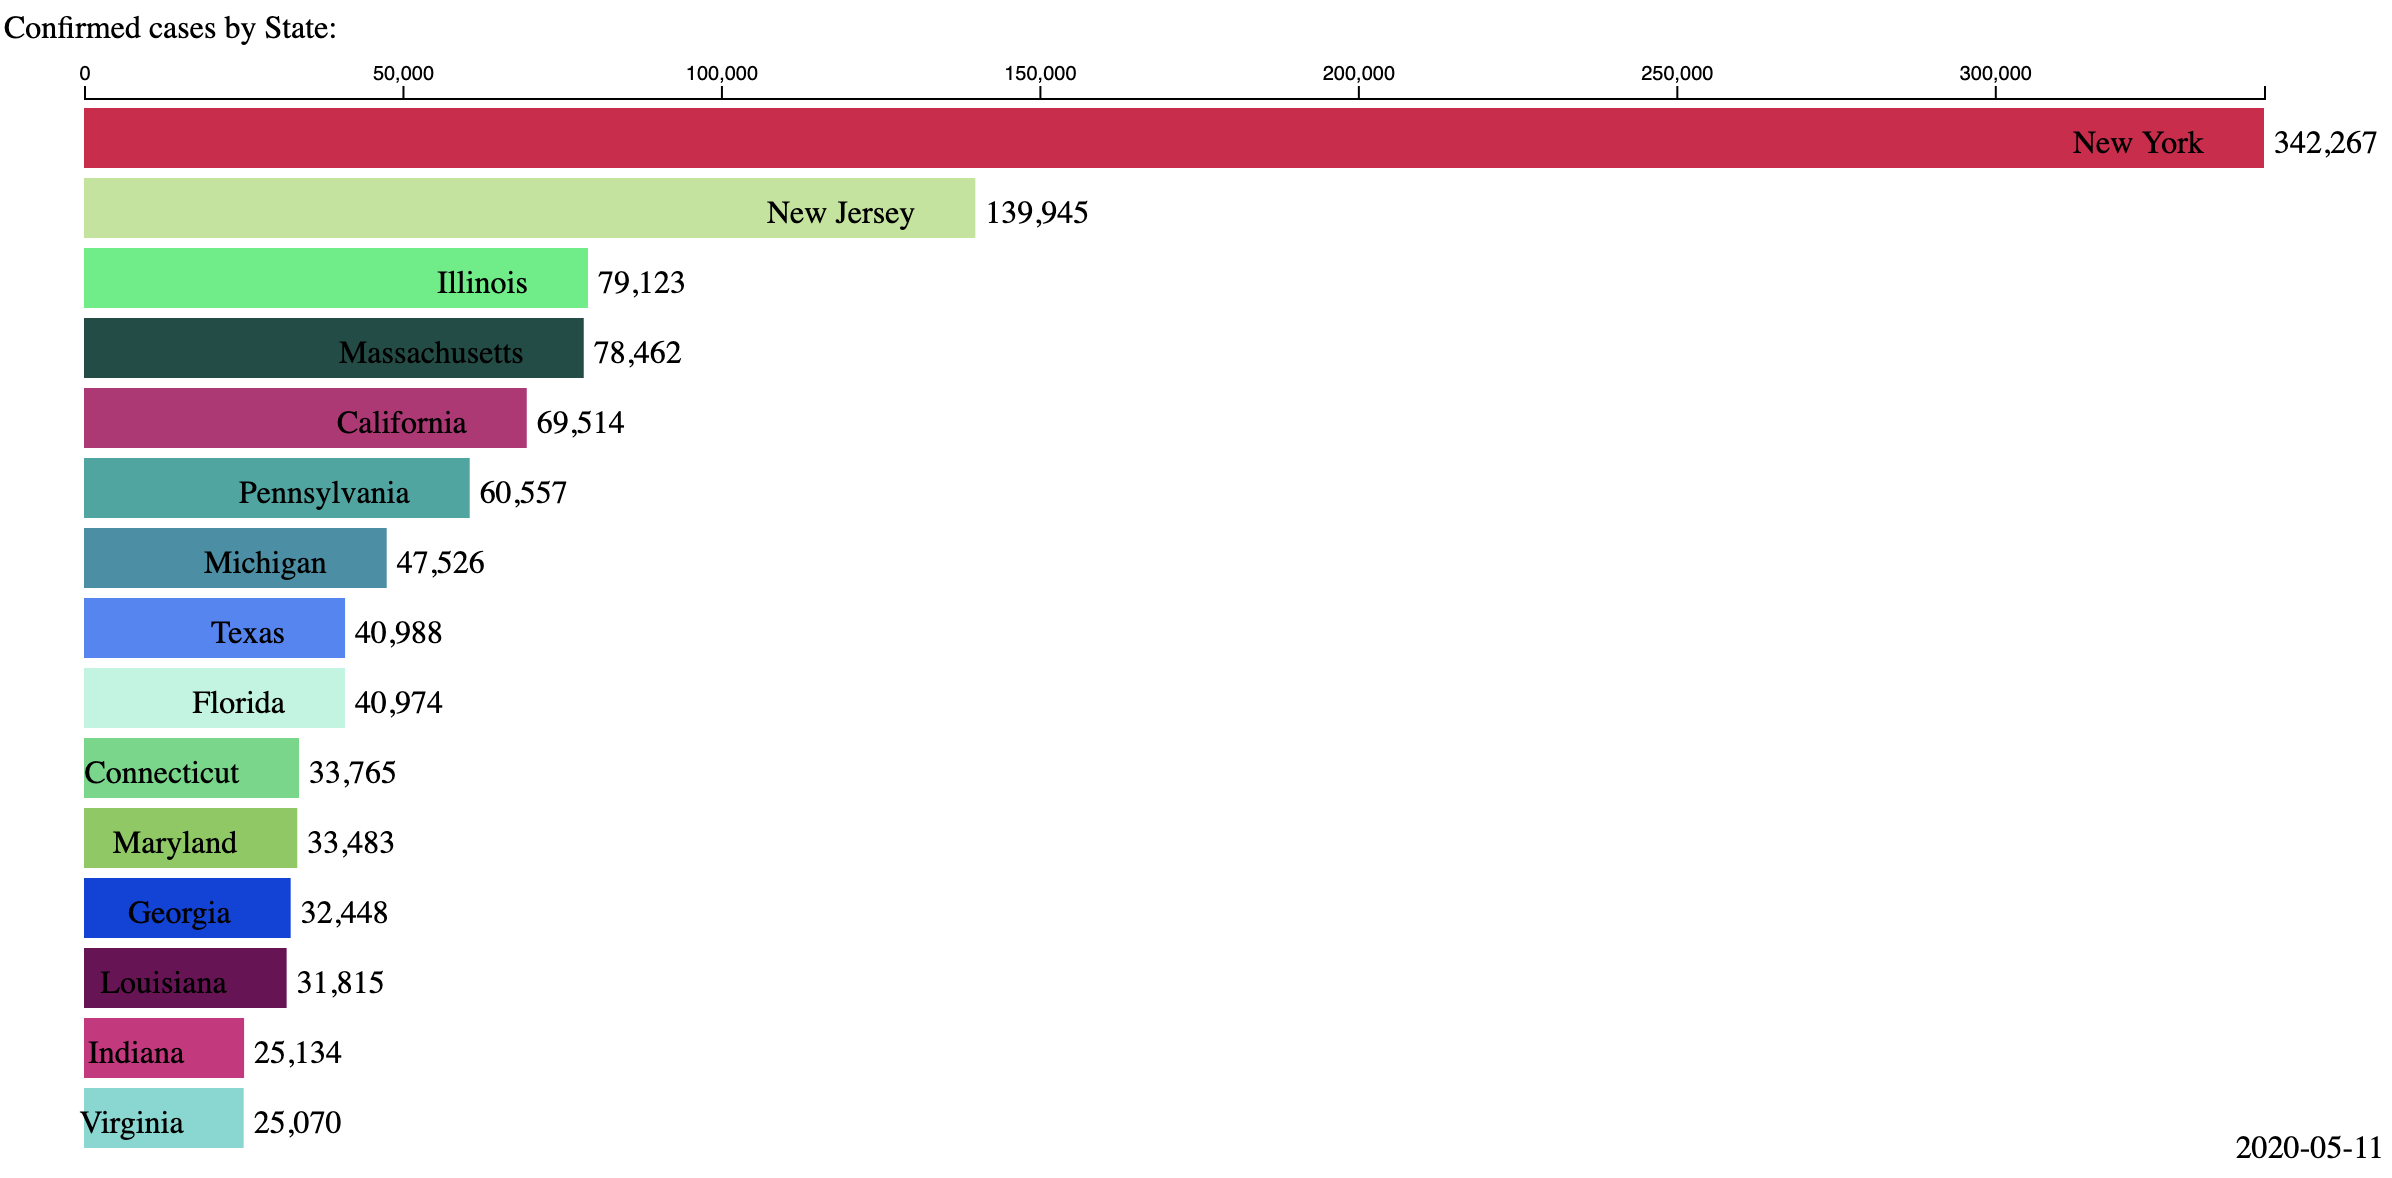 Confirmed cases by State:
0 50,000 100,000 150,000 200,000 250,000 300,000
New York 342,267
New Jersey 139,945
Illinois 79,123
Massachusetts 78,462
California 69,514
Pennsylvania 60,557
Michigan 47,526
Texas 40,988
Florida 40,974
Connecticut 33,765
Maryland 33,483
Georgia 32,448
Louisiana 31,815
Indiana 25,134
Virginia 25,070
2020-05-11